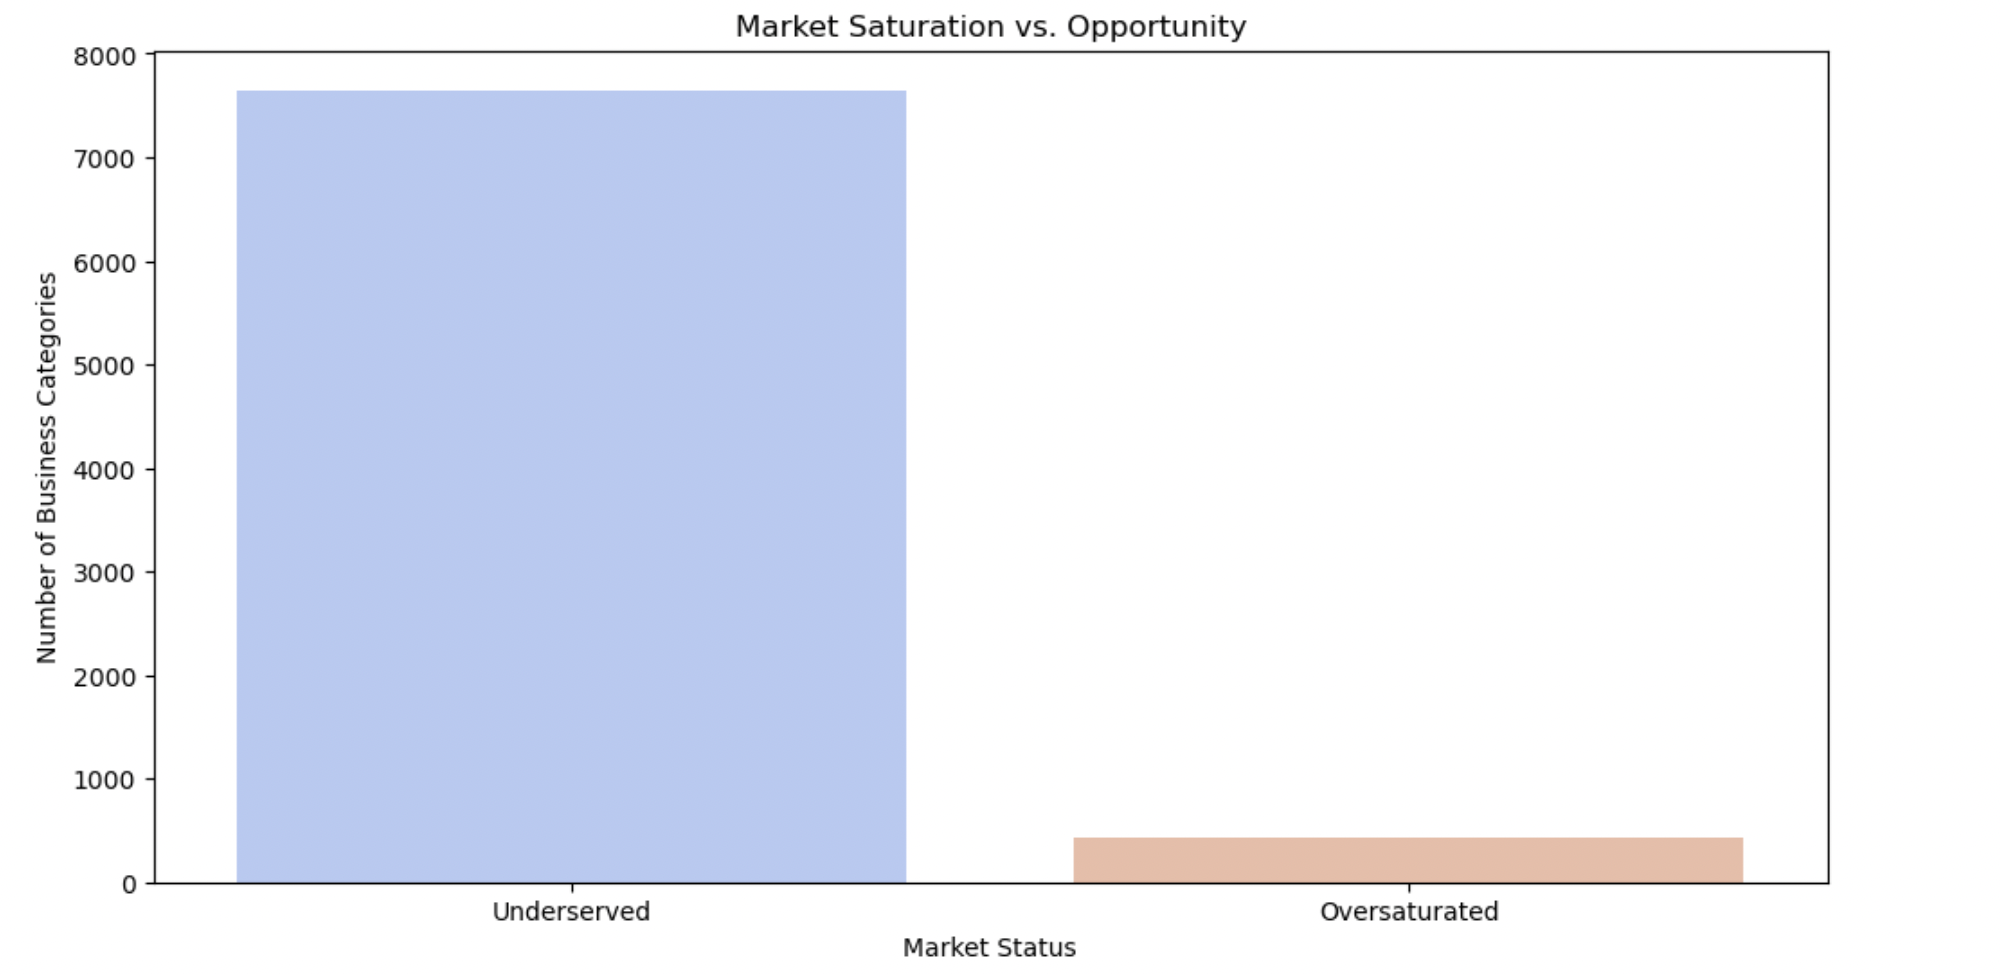 Market Saturation vs. Opportunity
8000
7000
6000
5000
4000
3000
2000
1000
0
Number of Business Categories
Underserved
Oversaturated
Market Status